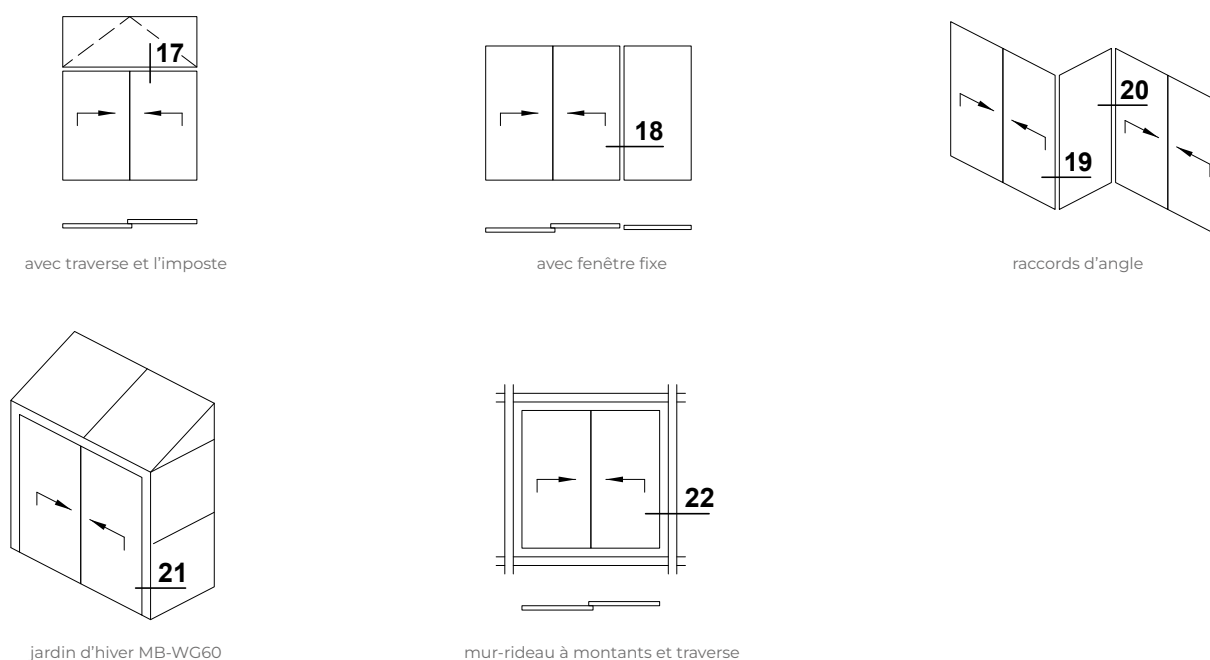 17
18
20
19
avec traverse et l'imposte
avec fenêtre fixe
raccords d'angle
21
22
jardin d'hiver MB-WG60
mur-rideau à montants et traverse